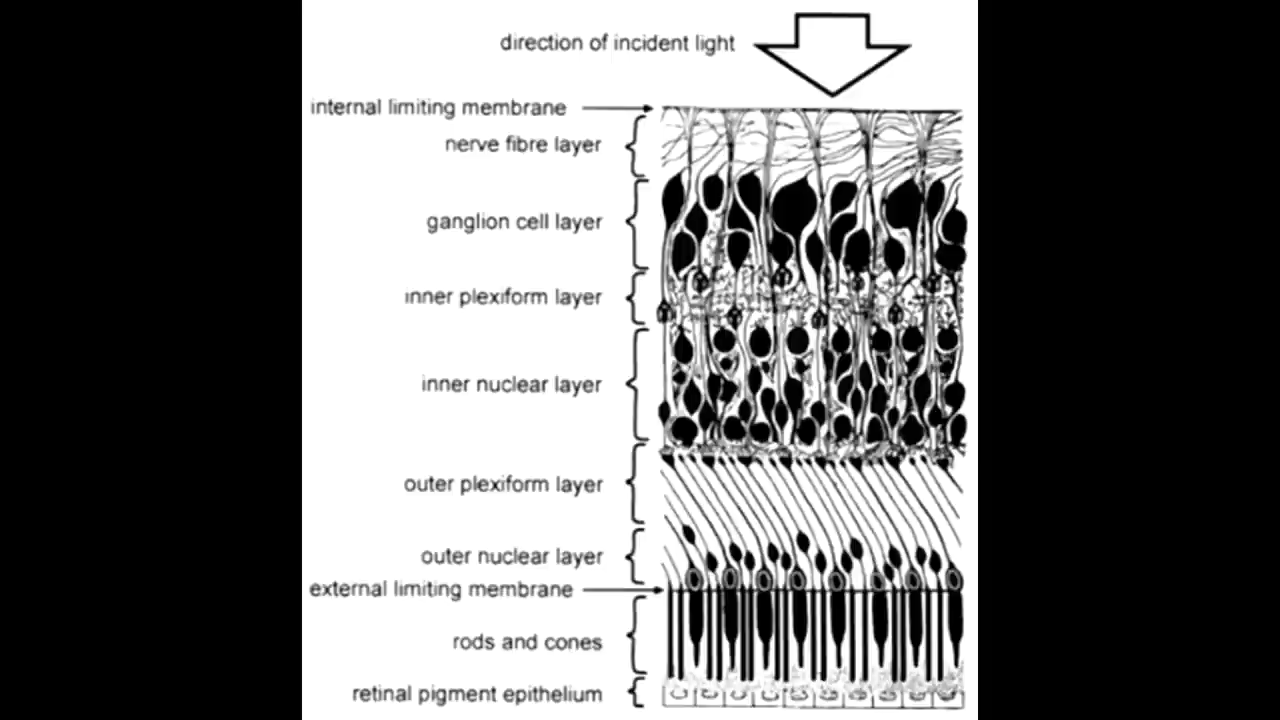 direction of incident light
internal limiting membrane
nerve fibre layer
ganglion cell layer
inner plexiform layer
inner nuclear layer
outer plexiform layer
outer nuclear layer
external limiting membrane
rods and cones
retinal pigment epithelium